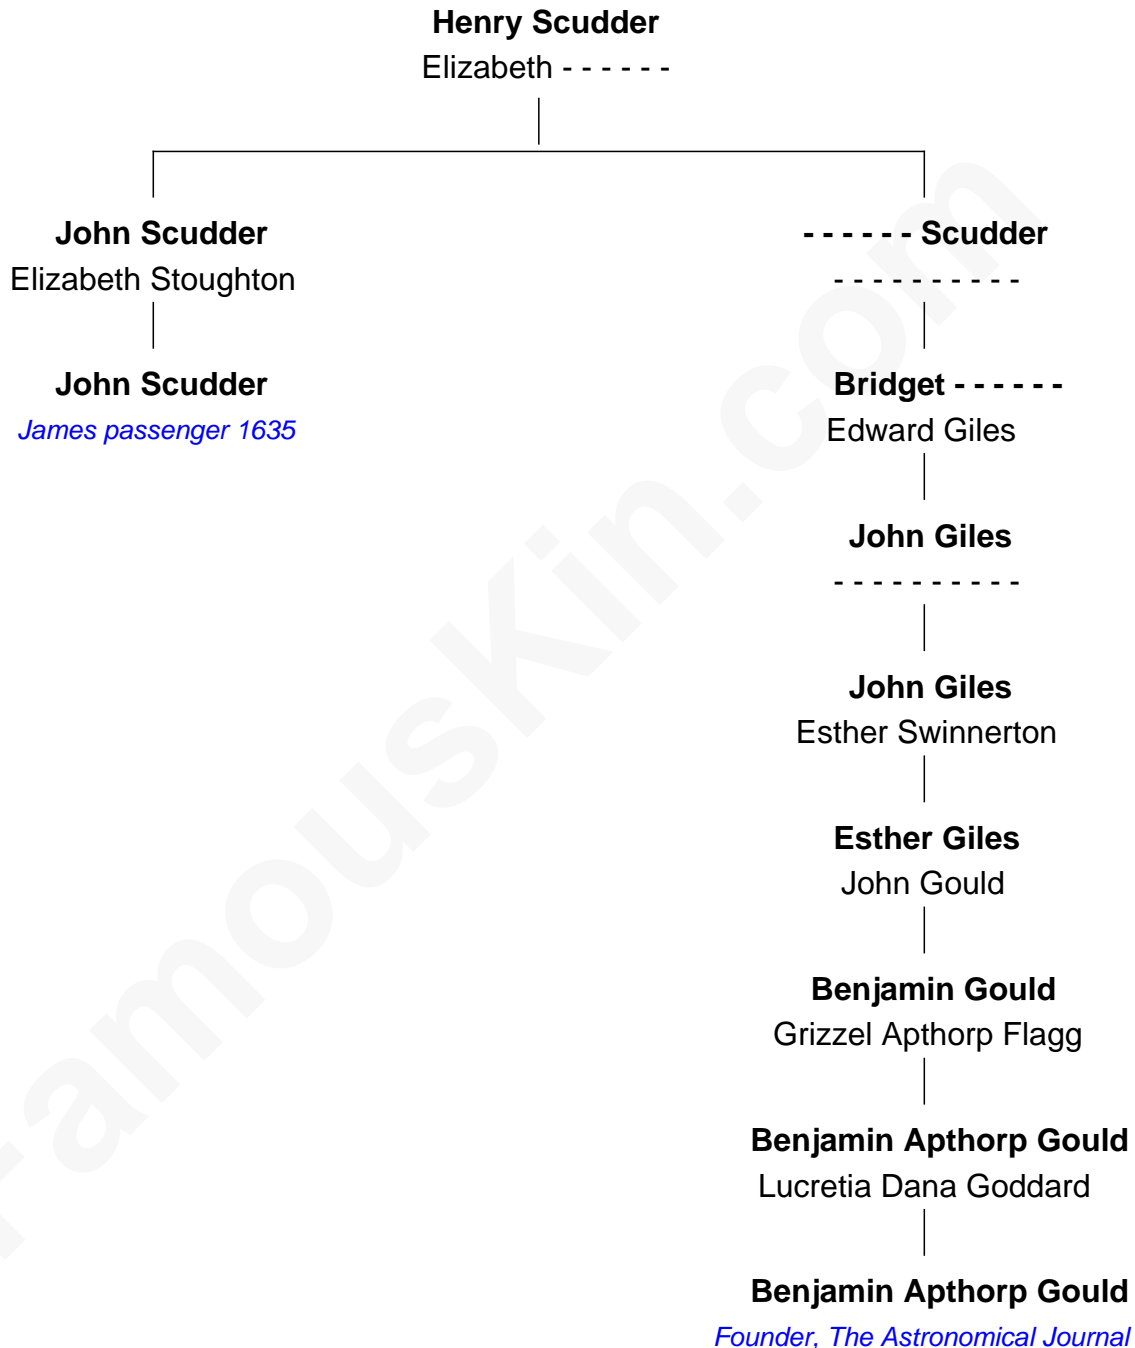 Henry Scudder
Elizabeth - - - - - -
John Scudder
Elizabeth Stoughton
John Scudder
James passenger 1635
- - - - - - Scudder
- - - - - - - - - -
Bridget - - - - - -
Edward Giles
John Giles
- - - - - - - - - -
John Giles
Esther Swinnerton
Esther Giles
John Gould
Benjamin Gould
Grizzel Apthorp Flagg
Benjamin Apthorp Gould
Lucretia Dana Goddard
Benjamin Apthorp Gould
Founder, The Astronomical Journal
FamousKin.com